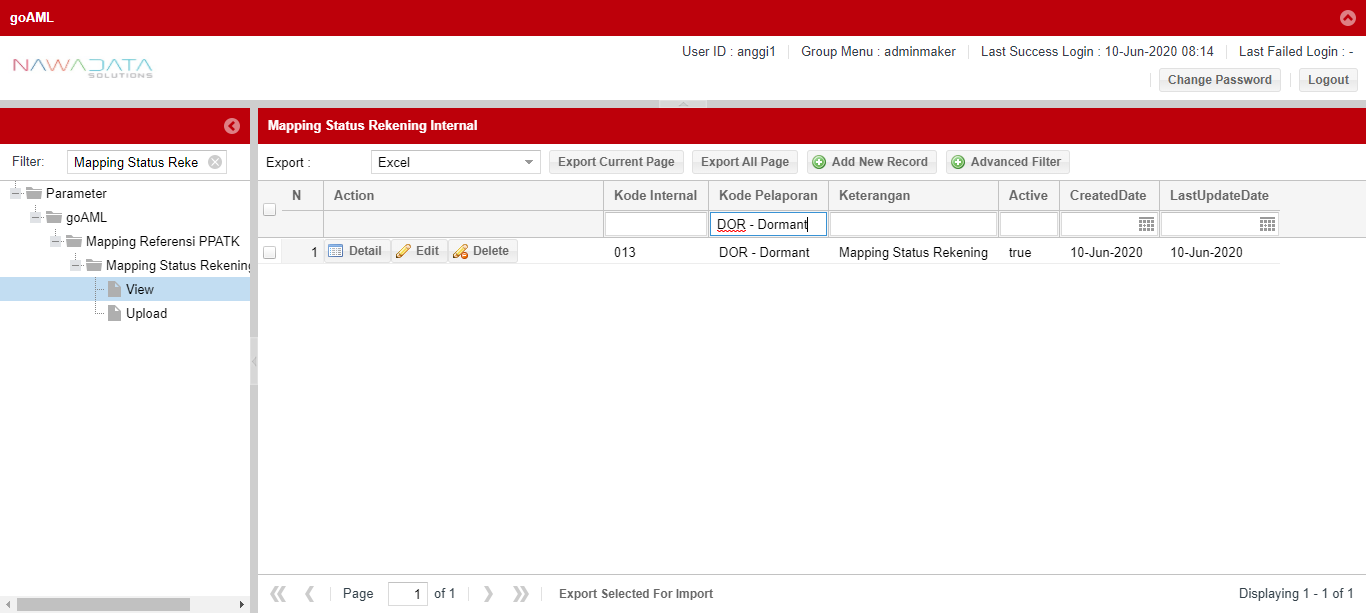 goAML
NAWADATA
SOLUTIONS
User ID : anggi1 Group Menu : adminmaker Last Success Login : 10-Jun-2020 08:14 Last Failed Login : -
Change Password Logout
Mapping Status Rekening Internal
Filter: Mapping Status Reke
Export : Excel Export Current Page Export All Page Add New Record Advanced Filter
Parameter
goAML
Mapping Referensi PPATK
Mapping Status Rekening
View
Upload
N Action Kode Internal Kode Pelaporan Keterangan Active CreatedDate LastUpdateDate
DOR - Dormant
1 Detail Edit Delete 013 DOR - Dormant Mapping Status Rekening true 10-Jun-2020 10-Jun-2020
Page 1 of 1 Export Selected For Import Displaying 1 - 1 of 1